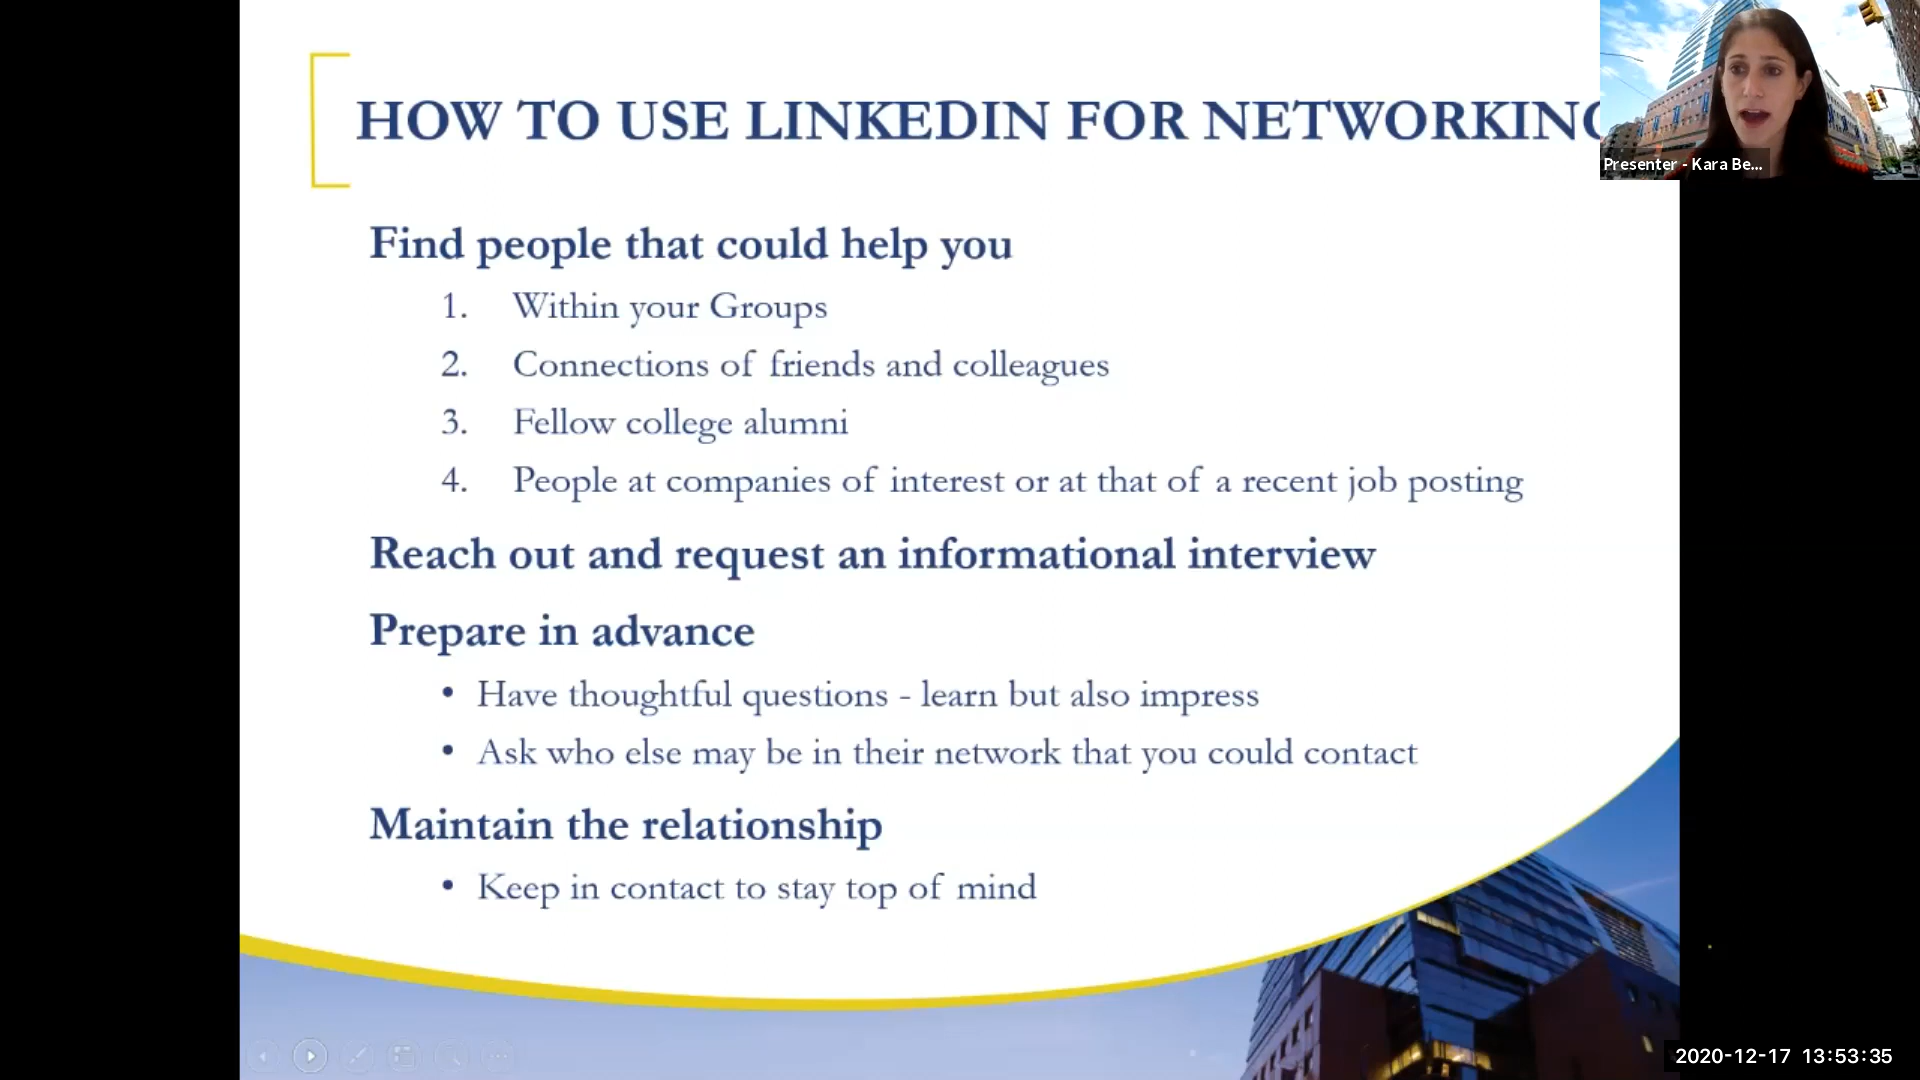 HOW TO USE LINKEDIN FOR NETWORKING
Presenter - Kara Be...
Find people that could help you
1. Within your Groups
2. Connections of friends and colleagues
3. Fellow college alumni
4. People at companies of interest or at that of a recent job posting
Reach out and request an informational interview
Prepare in advance
• Have thoughtful questions - learn but also impress
• Ask who else may be in their network that you could contact
Maintain the relationship
• Keep in contact to stay top of mind
2020-12-17 13:53:35